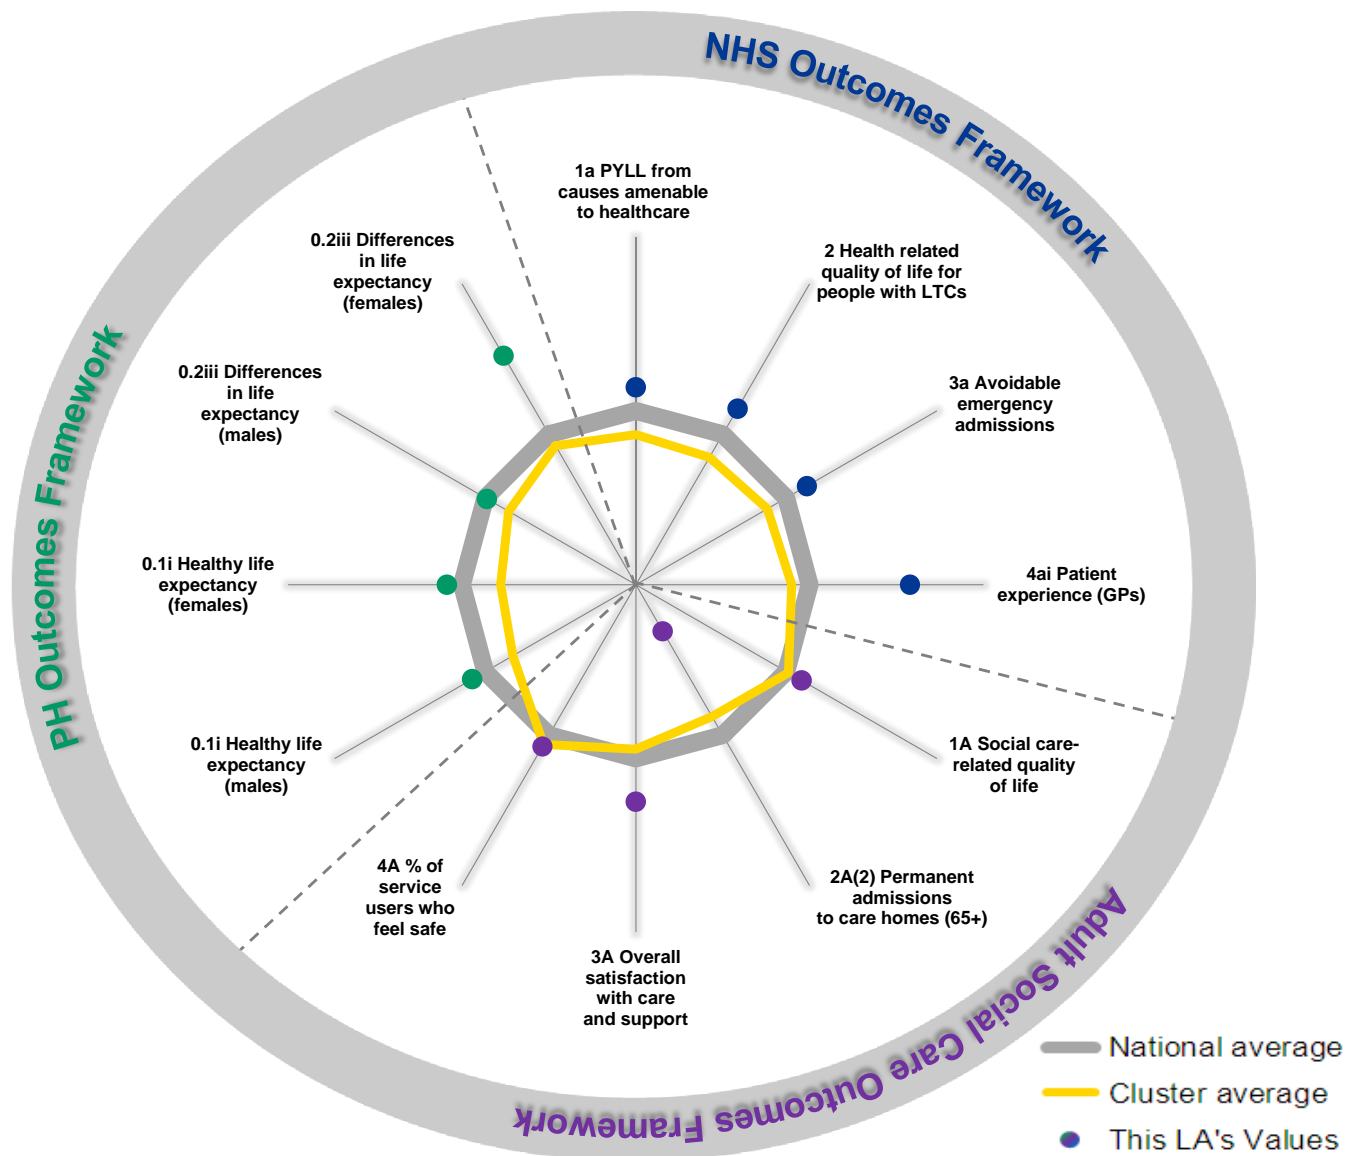 NHS Outcomes Framework
1a PYLL from
causes amenable
to healthcare
0.2iii Differences
in life
expectancy
(females)
2 Health related
quality of life for
people with LTCs
0.2iii Differences
in life
expectancy
(males)
3a Avoidable
emergency
admissions
PH Outcomes Framework
0.1i Healthy life
expectancy
(females)
4ai Patient
experience (GPs)
0.1i Healthy life
expectancy
(males)
1A Social care-
related quality
of life
4A % of
service
users who
feel safe
2A(2) Permanent
admissions
to care homes (65+)
3A Overall
satisfaction
with care
and support
Adult Social Care Outcomes Framework
National average
Cluster average
This LA's Values